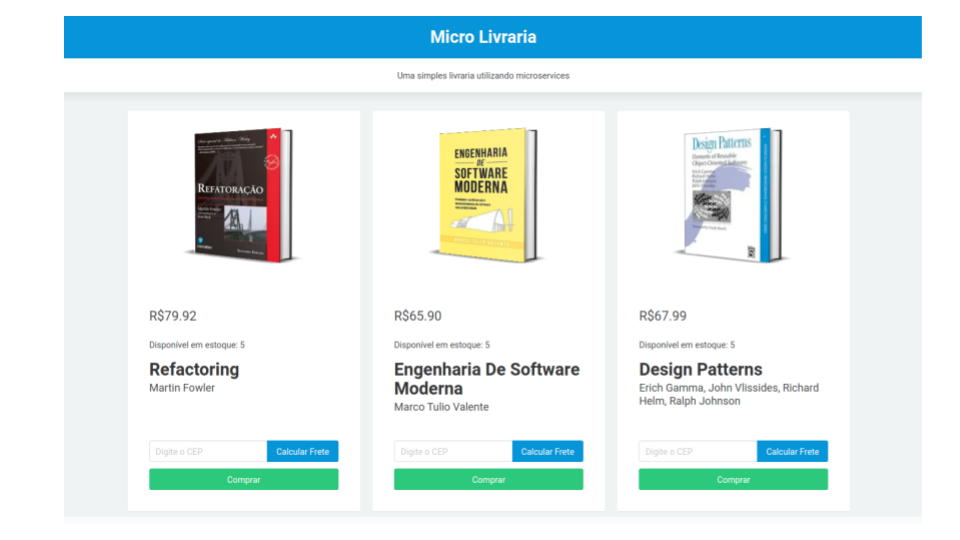 Micro Livraria
Uma simples livraria utilizando microservices
REFATORAÇÃO
Martin Fowler
ENGENHARIA
DE
SOFTWARE
MODERNA
Design Patterns
Elements of Reusable
Object-Oriented Software
R$79.92
Disponível em estoque: 5
Refactoring
Martin Fowler
Digite o CEP
Calcular Frete
Comprar
R$65.90
Disponível em estoque: 5
Engenharia De Software
Moderna
Marco Tulio Valente
Digite o CEP
Calcular Frete
Comprar
R$67.99
Disponível em estoque: 5
Design Patterns
Erich Gamma, John Vlissides, Richard
Helm, Ralph Johnson
Digite o CEP
Calcular Frete
Comprar